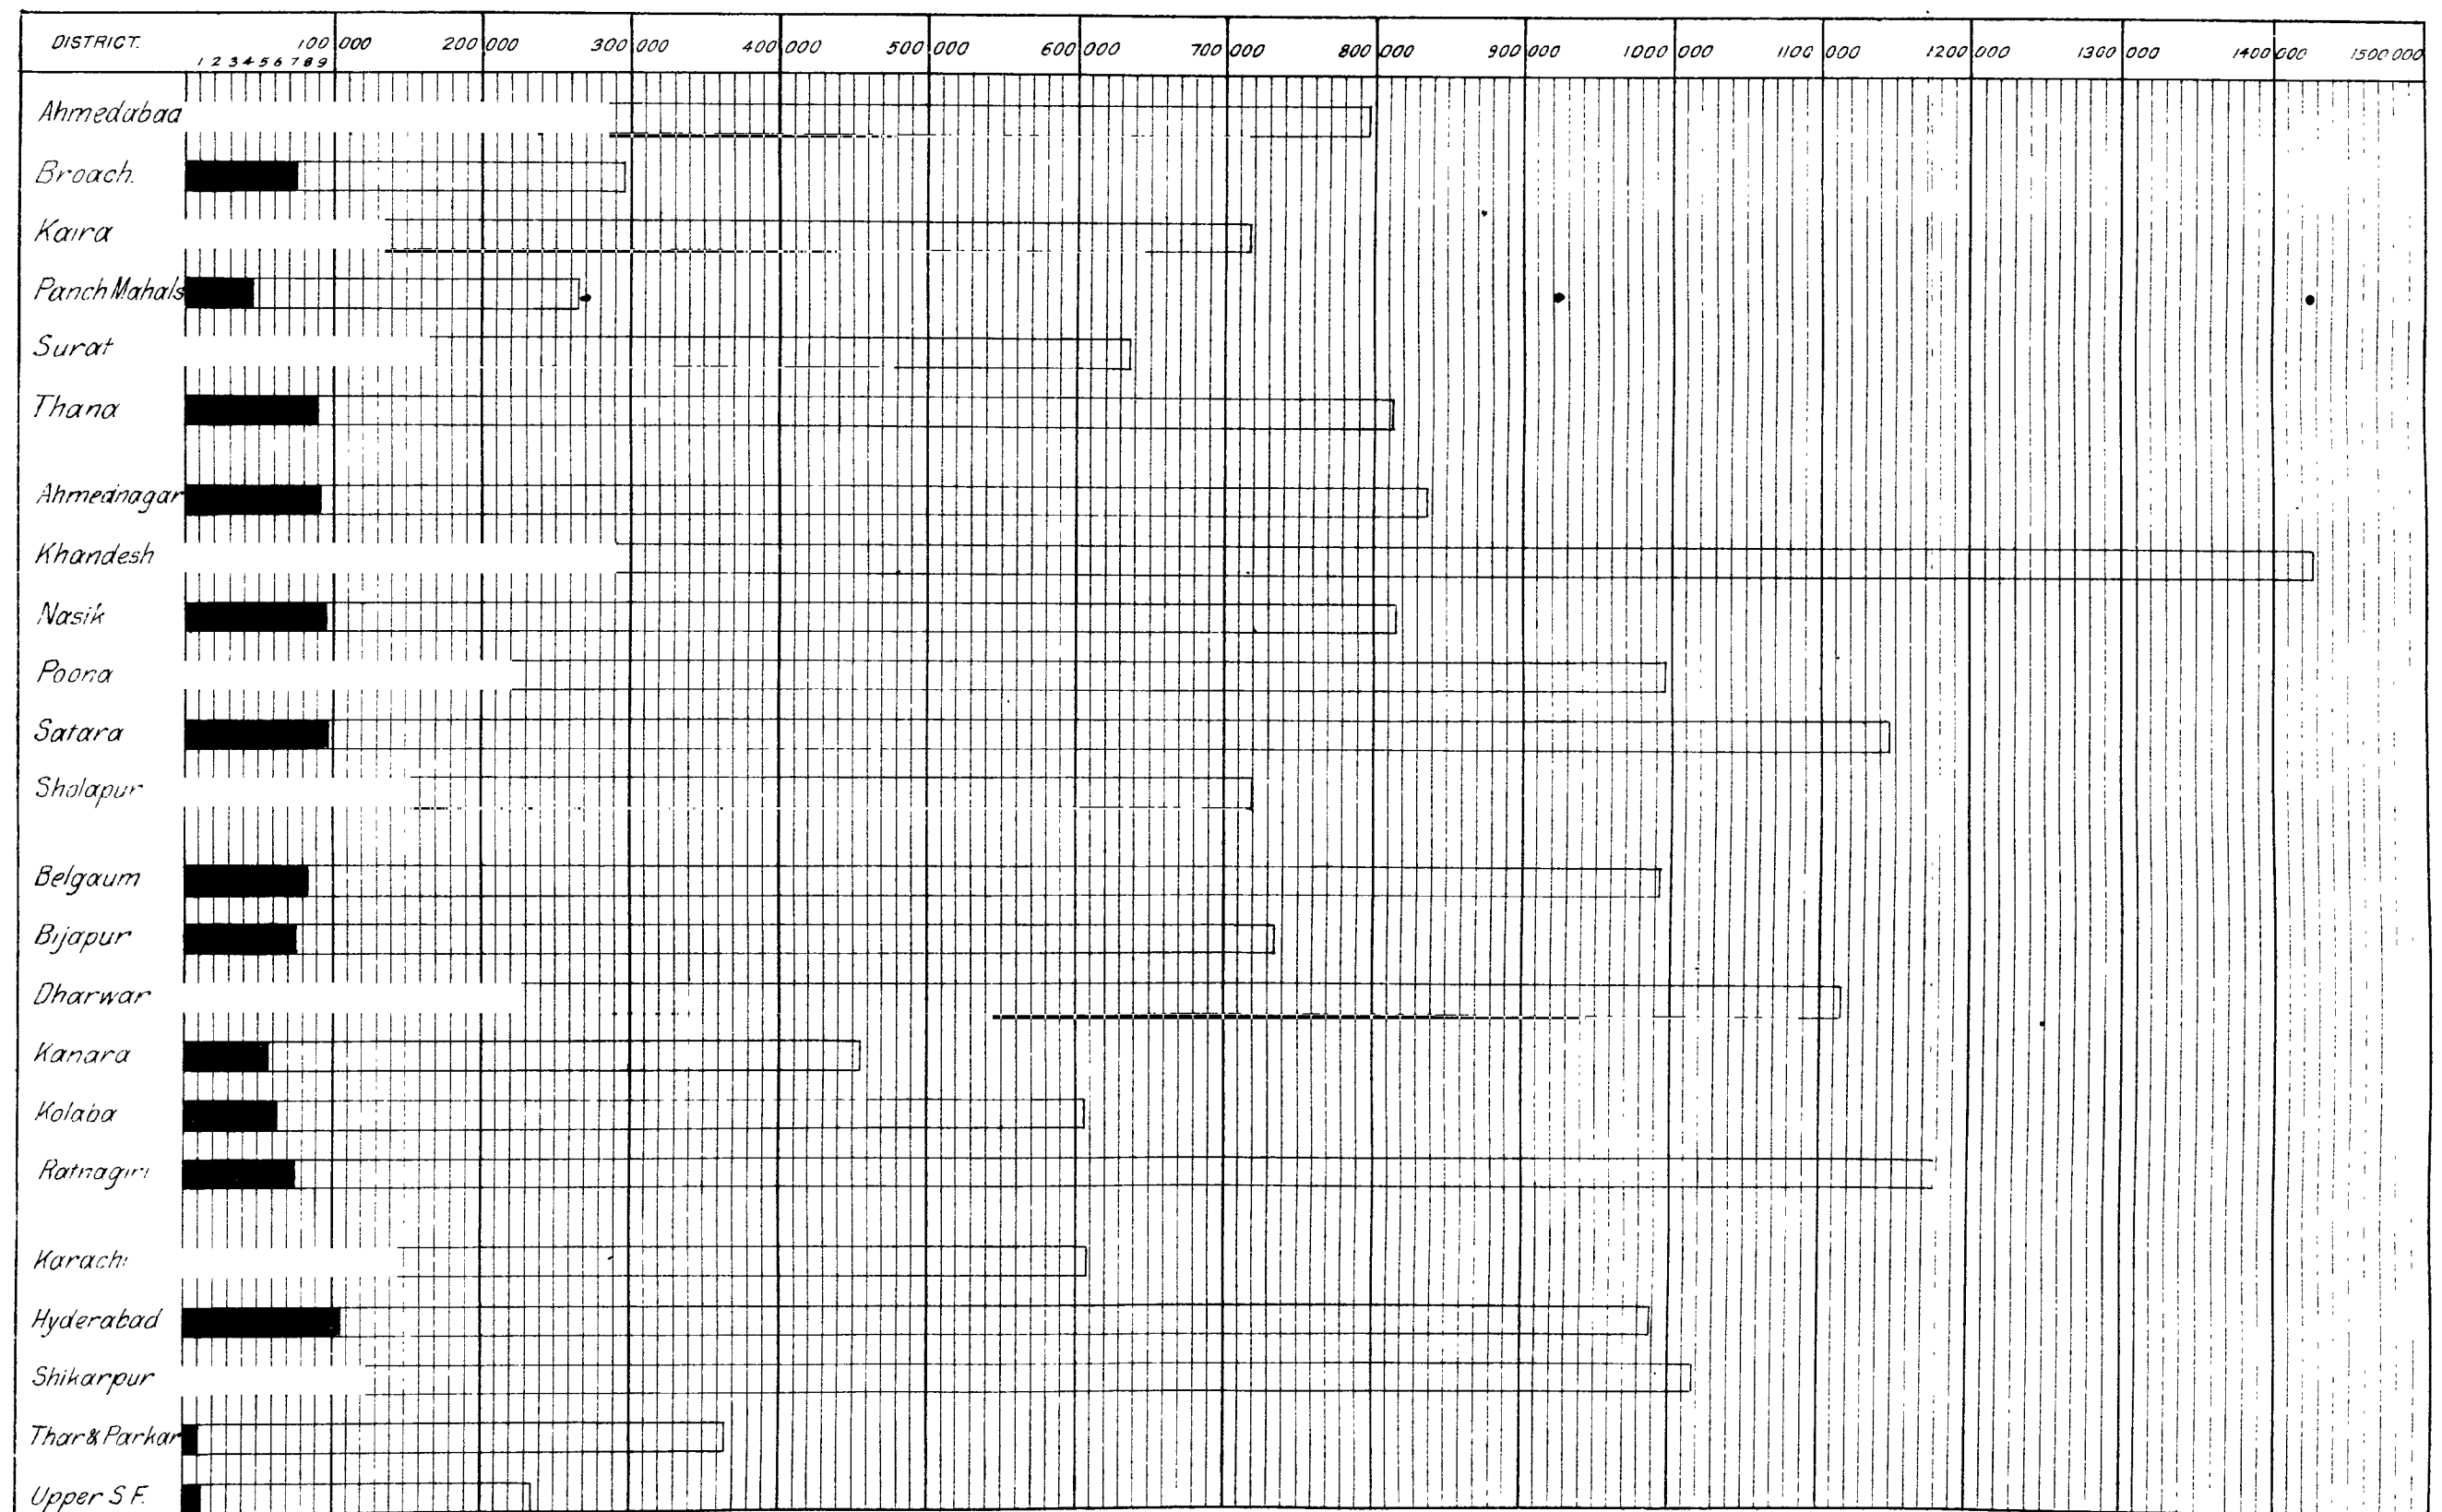 DISTRICT. 100,000 200,000 300,000 400,000 500,000 600,000 700,000 800,000 900,000 1000,000 1100,000 1200,000 1300,000 1400,000 1500,000
1 2 3 4 5 6 7 8 9
Ahmedabad
Broach.
Kaira
Panch Mahals
Surat
Thana
Ahmednagar
Khandesh
Nasik
Poona
Satara
Sholapur
Belgaum
Bijapur
Dharwar
Kanara
Kolaba
Ratnagiri
Karachi
Hyderabad
Shikarpur
Thar & Parkar
Upper S F.